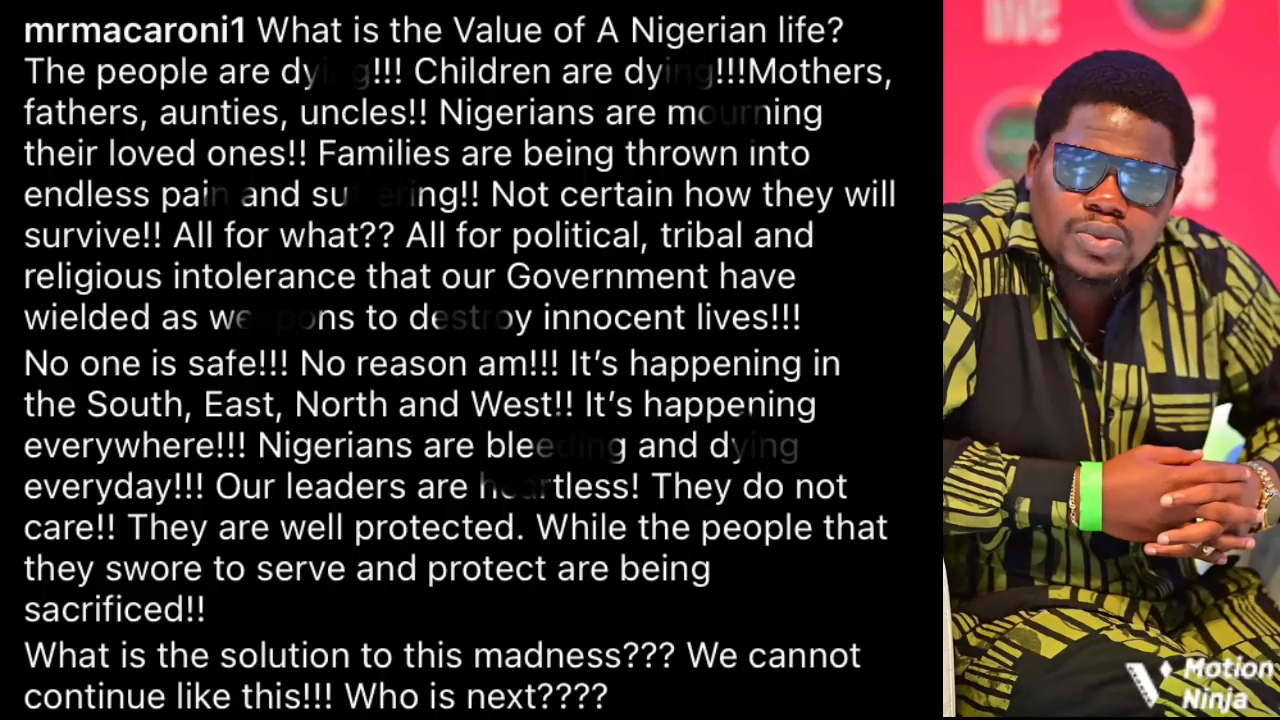 mrmacaroni1 What is the Value of A Nigerian life?
The people are dying!!! Children are dying!!!Mothers,
fathers, aunties, uncles!! Nigerians are mourning
their loved ones!! Families are being thrown into
endless pain and suffering!! Not certain how they will
survive!! All for what?? All for political, tribal and
religious intolerance that our Government have
wielded as weapons to destroy innocent lives!!!
No one is safe!!! No reason am!!! It’s happening in
the South, East, North and West!! It’s happening
everywhere!!! Nigerians are bleeding and dying
everyday!!! Our leaders are heartless! They do not
care!! They are well protected. While the people that
they swore to serve and protect are being
sacrificed!!
What is the solution to this madness??? We cannot
continue like this!!! Who is next????
Motion
Ninja